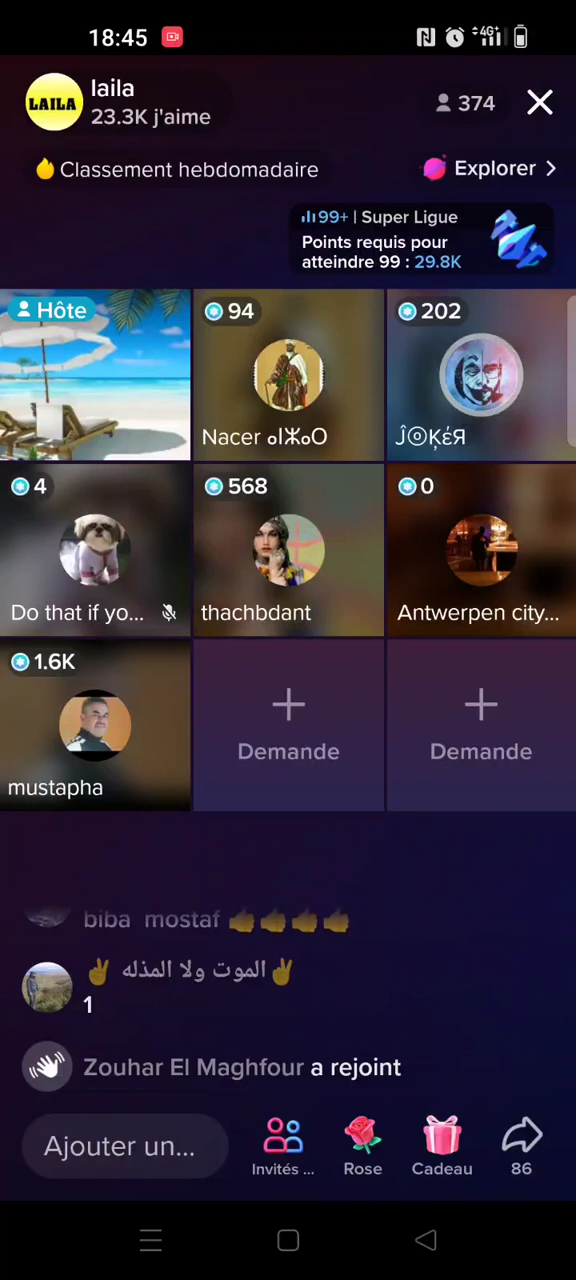 18:45
4G+
LAILA
laila
23.3K j'aime
374
Classement hebdomadaire
Explorer >
99+ | Super Ligue
Points requis pour
atteindre 99 : 29.8K
Hôte
94
202
Nacer ⴰⵏⵣⴰⵔ
ĴⓄĶέЯ
4
568
0
Do that if yo...
thachbdant
Antwerpen city...
1.6K
mustapha
Demande
Demande
biba mostaf 👍👍👍👍
✌️الموت ولا المذله ✌️
1
Zouhar El Maghfour a rejoint
Ajouter un...
Invités ...
Rose
Cadeau
86